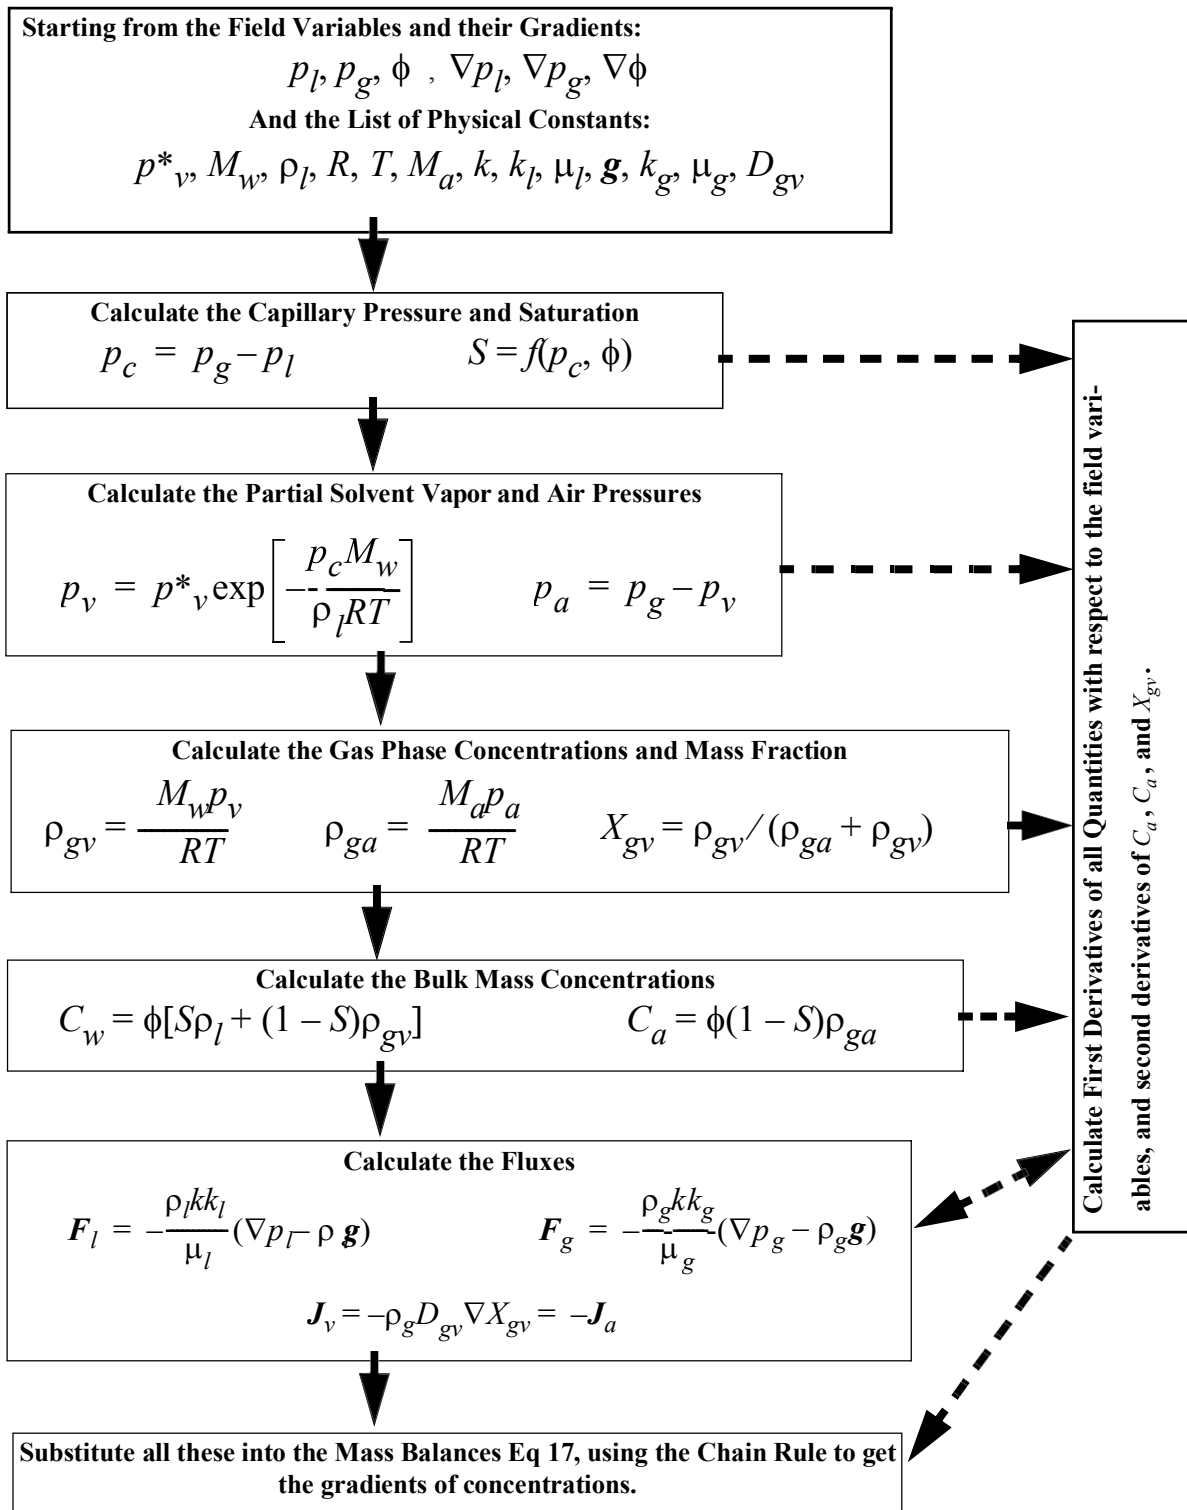 Starting from the Field Variables and their Gradients:
p_l, p_g, ϕ , ∇p_l, ∇p_g, ∇ϕ
And the List of Physical Constants:
p*_v, M_w, ρ_l, R, T, M_a, k, k_l, μ_l, g, k_g, μ_g, D_gv
Calculate the Capillary Pressure and Saturation
p_c = p_g – p_l S = f(p_c, ϕ)
Calculate the Partial Solvent Vapor and Air Pressures
p_v = p*_v exp[–p_c M_w / ρ_l RT] p_a = p_g – p_v
Calculate the Gas Phase Concentrations and Mass Fraction
ρ_gv = M_w p_v / RT ρ_ga = M_a p_a / RT X_gv = ρ_gv / (ρ_ga + ρ_gv)
Calculate the Bulk Mass Concentrations
C_w = ϕ[Sρ_l + (1 – S)ρ_gv] C_a = ϕ(1 – S)ρ_ga
Calculate the Fluxes
F_l = –ρ_l k k_l / μ_l (∇p_l – ρ g) F_g = –ρ_g k k_g / μ_g (∇p_g – ρ_g g)
J_v = –ρ_g D_gv ∇X_gv = –J_a
Substitute all these into the Mass Balances Eq 17, using the Chain Rule to get
the gradients of concentrations.
Calculate First Derivatives of all Quantities with respect to the field vari-
ables, and second derivatives of C_a, C_a, and X_gv.